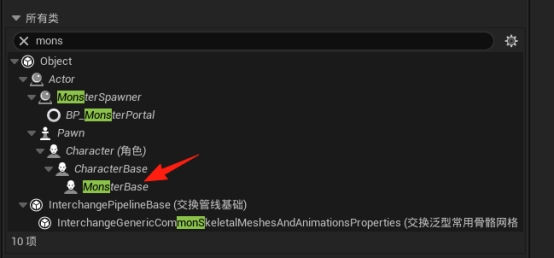 所有类
mons
Object
Actor
MonsterSpawner
BP_MonsterPortal
Pawn
Character (角色)
CharacterBase
MonsterBase
InterchangePipelineBase (交换管线基础)
InterchangeGenericCommonSkeletalMeshesAndAnimationsProperties (交换泛型常用骨骼网格
10 项